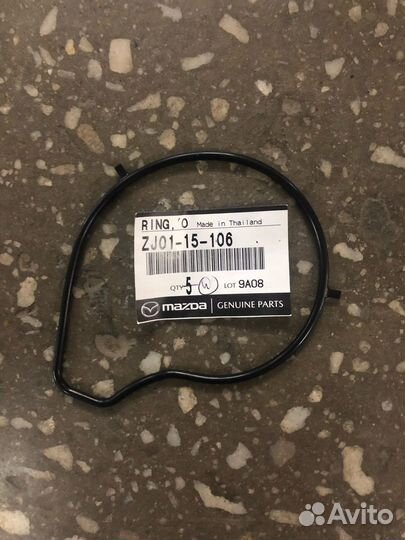 RING,'O Made in Thailand
ZJ01-15-106
QTY 5 W LOT 9A08
mazda GENUINE PARTS
Avito